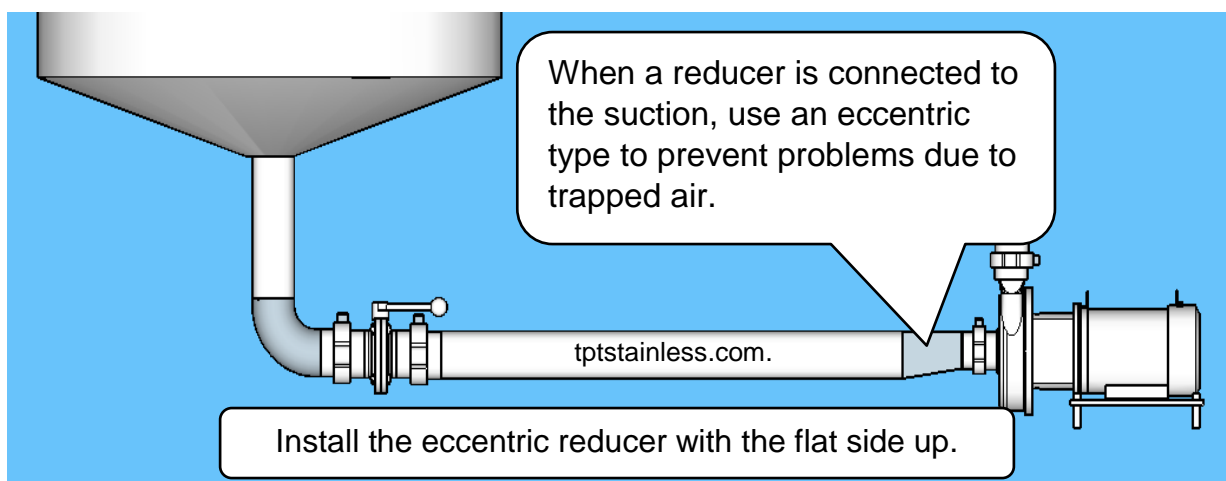 When a reducer is connected to
the suction, use an eccentric
type to prevent problems due to
trapped air.
tptstainless.com.
Install the eccentric reducer with the flat side up.